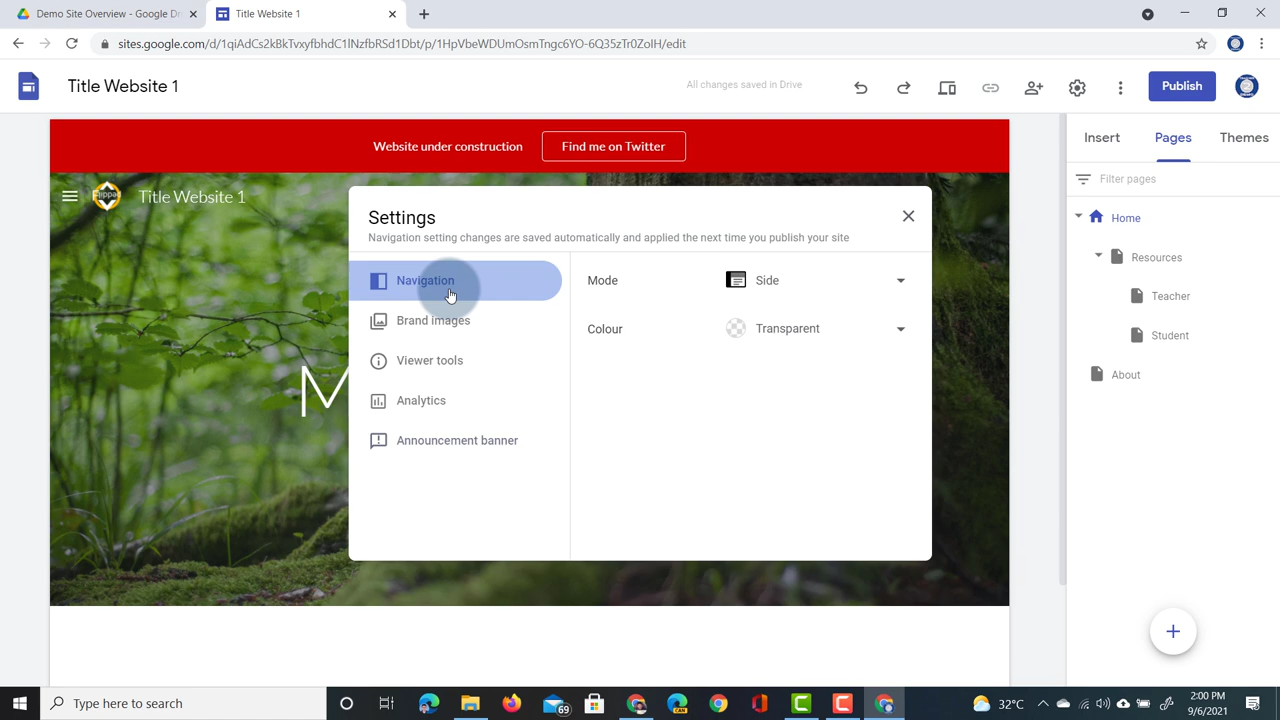 Demo Site Overview - Google Dr
Title Website 1
sites.google.com/d/1qiAdCs2kBkTvxyfbhdC1lNzfbRSd1Dbt/p/1HpVbeWDUmOsmTngc6YO-6Q35zTr0ZoIH/edit
Title Website 1
All changes saved in Drive
Publish
Website under construction
Find me on Twitter
Insert
Pages
Themes
Filter pages
Title Website 1
Settings
Navigation setting changes are saved automatically and applied the next time you publish your site
Navigation
Mode
Side
Brand images
Colour
Transparent
Viewer tools
Analytics
Announcement banner
M
Home
Resources
Teacher
Student
About
Type here to search
69
CAN
32°C
2:00 PM
9/6/2021